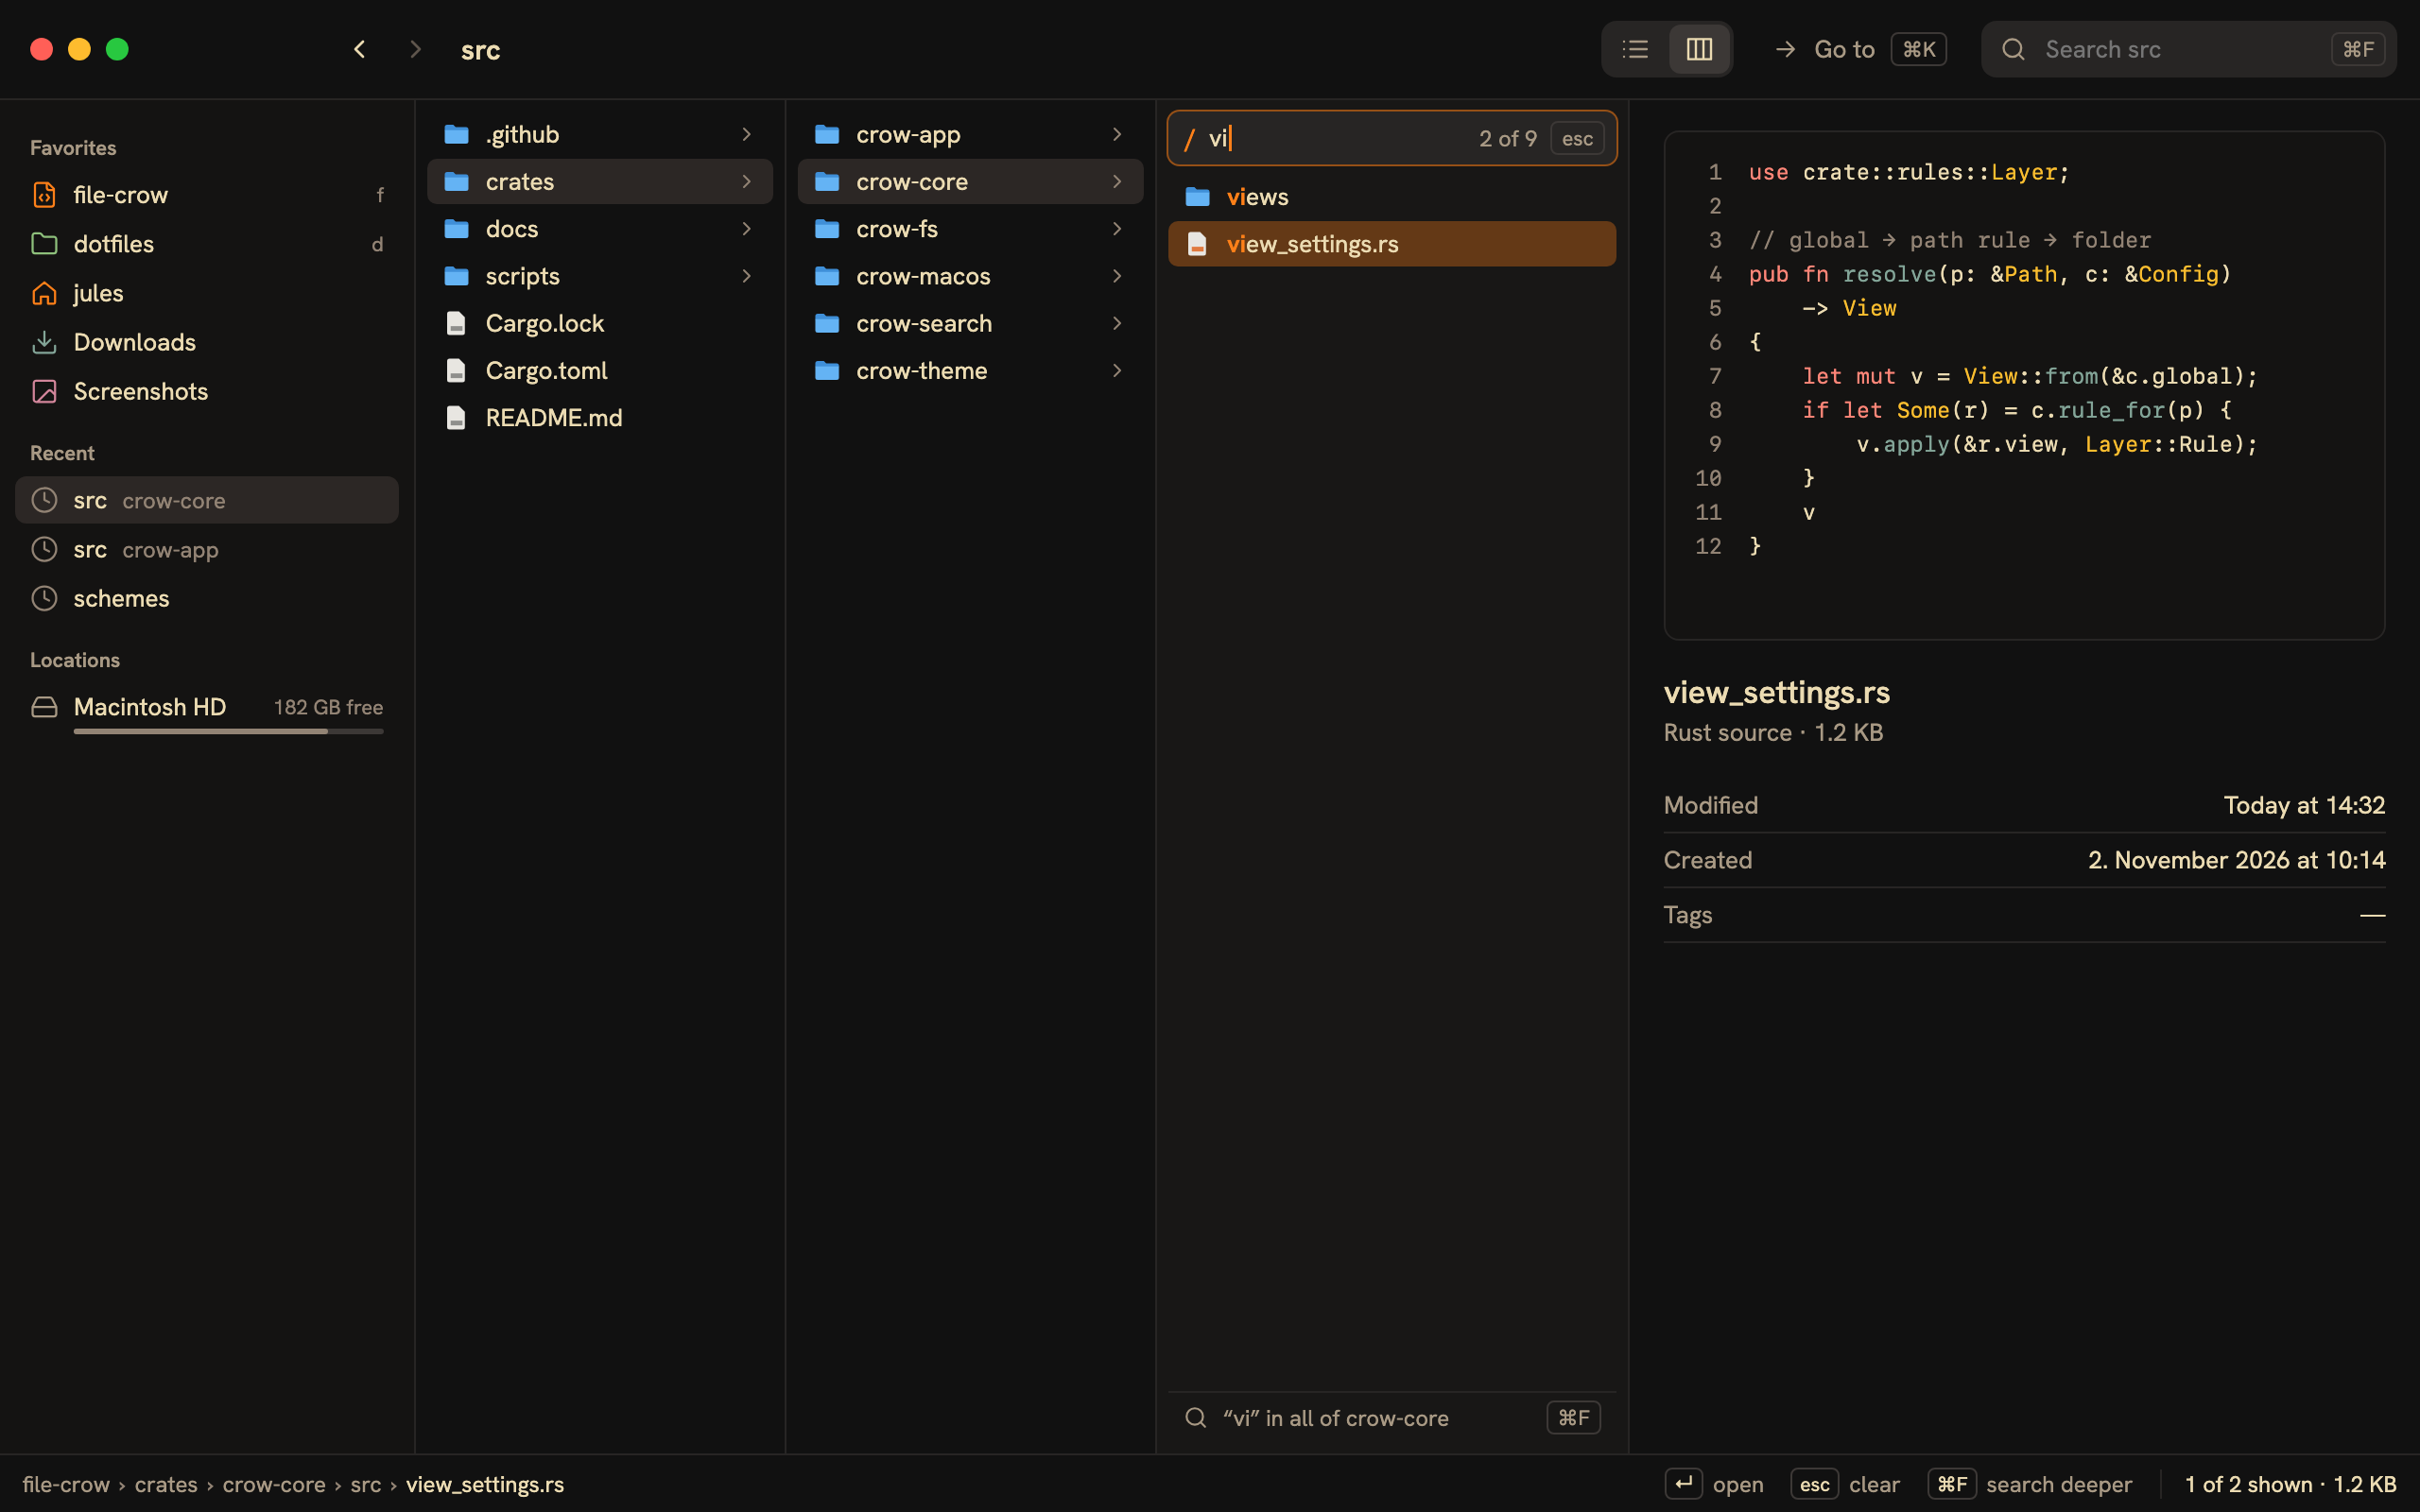 src
Go to ⌘K
Search src ⌘F
Favorites
file-crow f
dotfiles d
jules
Downloads
Screenshots
Recent
src crow-core
src crow-app
schemes
Locations
Macintosh HD 182 GB free
.github
crates
docs
scripts
Cargo.lock
Cargo.toml
README.md
crow-app
crow-core
crow-fs
crow-macos
crow-search
crow-theme
/ vi 2 of 9 esc
views
view_settings.rs
“vi” in all of crow-core ⌘F
1 use crate::rules::Layer;
2
3 // global → path rule → folder
4 pub fn resolve(p: &Path, c: &Config)
5 -> View
6 {
7 let mut v = View::from(&c.global);
8 if let Some(r) = c.rule_for(p) {
9 v.apply(&r.view, Layer::Rule);
10 }
11 v
12 }
view_settings.rs
Rust source · 1.2 KB
Modified Today at 14:32
Created 2. November 2026 at 10:14
Tags —
file-crow › crates › crow-core › src › view_settings.rs
↵ open esc clear ⌘F search deeper 1 of 2 shown · 1.2 KB